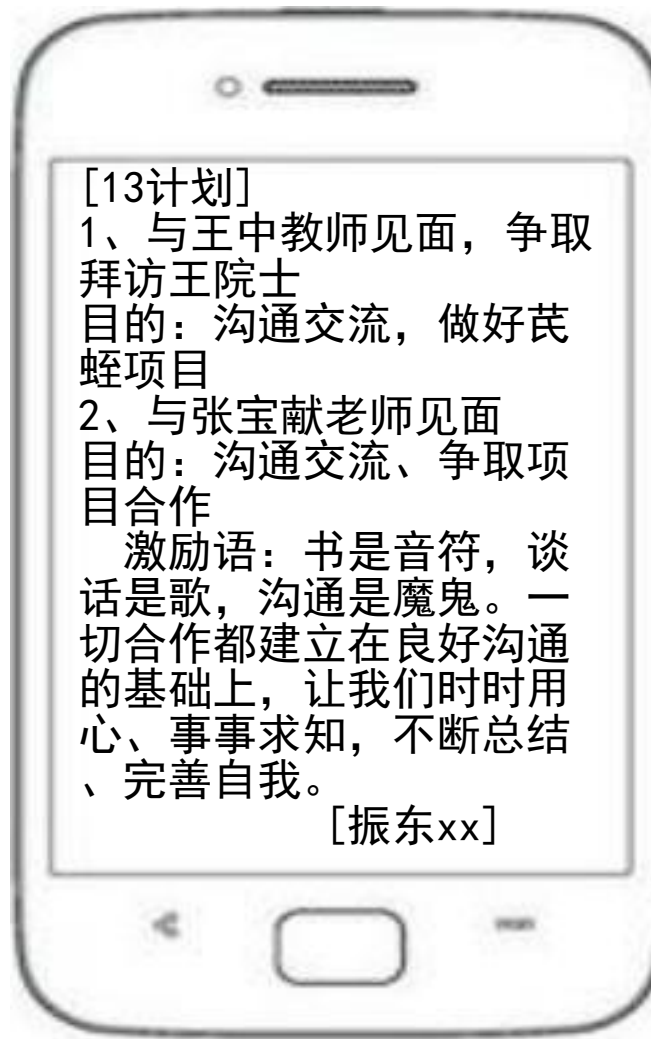 [13计划]
1、与王中教师见面，争取
拜访王院士
目的：沟通交流，做好芪
蛭项目
2、与张宝献老师见面
目的：沟通交流、争取项
目合作
激励语：书是音符，谈
话是歌，沟通是魔鬼。一
切合作都建立在良好沟通
的基础上，让我们时时用
心、事事求知，不断总结
、完善自我。
[振东xx]